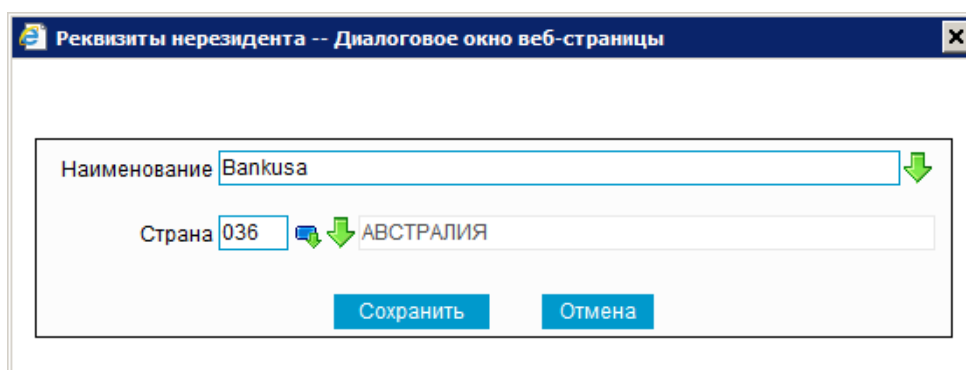 Реквизиты нерезидента -- Диалоговое окно веб-страницы
Наименование Bankusa
Страна 036 АВСТРАЛИЯ
Сохранить Отмена